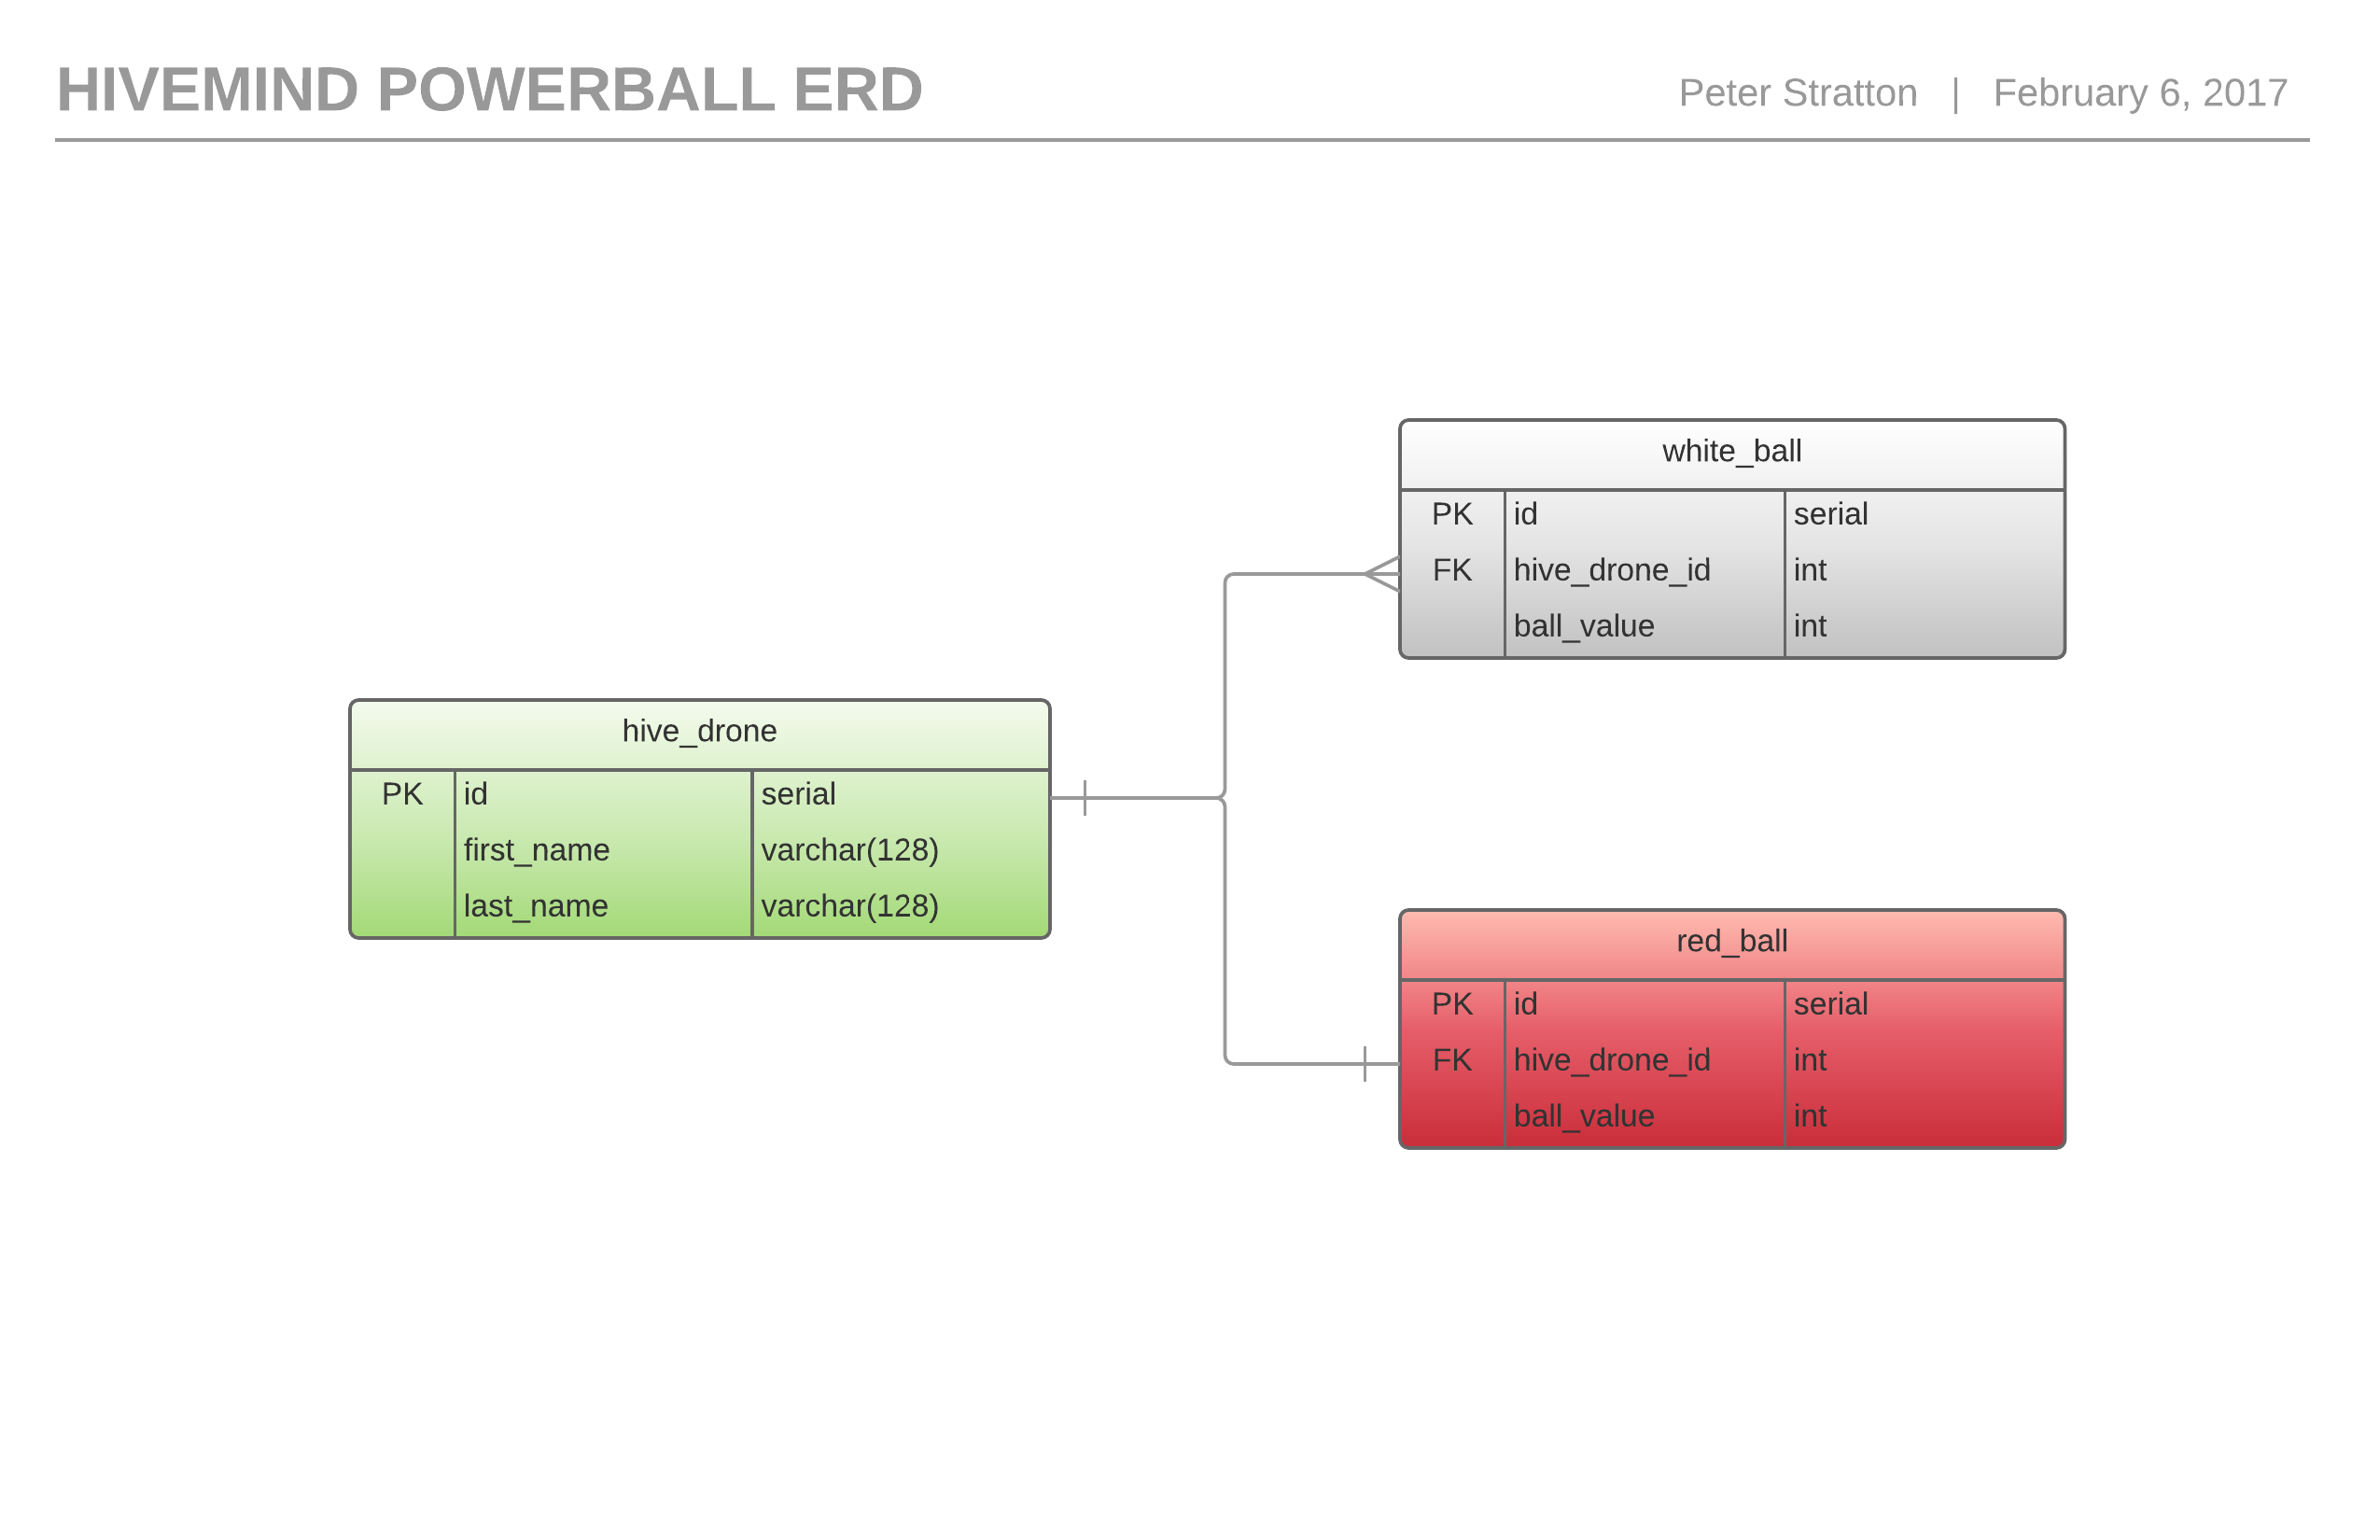 HIVEMIND POWERBALL ERD
Peter Stratton | February 6, 2017
white_ball
PK id serial
FK hive_drone_id int
ball_value int
hive_drone
PK id serial
first_name varchar(128)
last_name varchar(128)
red_ball
PK id serial
FK hive_drone_id int
ball_value int